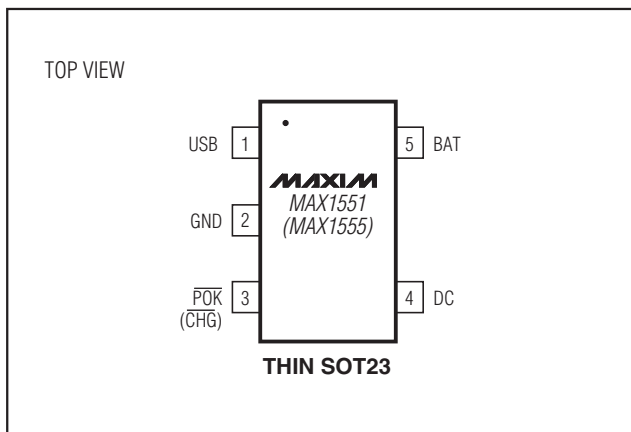 TOP VIEW
USB 1
5 BAT
MAXIM
MAX1551
(MAX1555)
GND 2
POK 3
(CHG)
4 DC
THIN SOT23